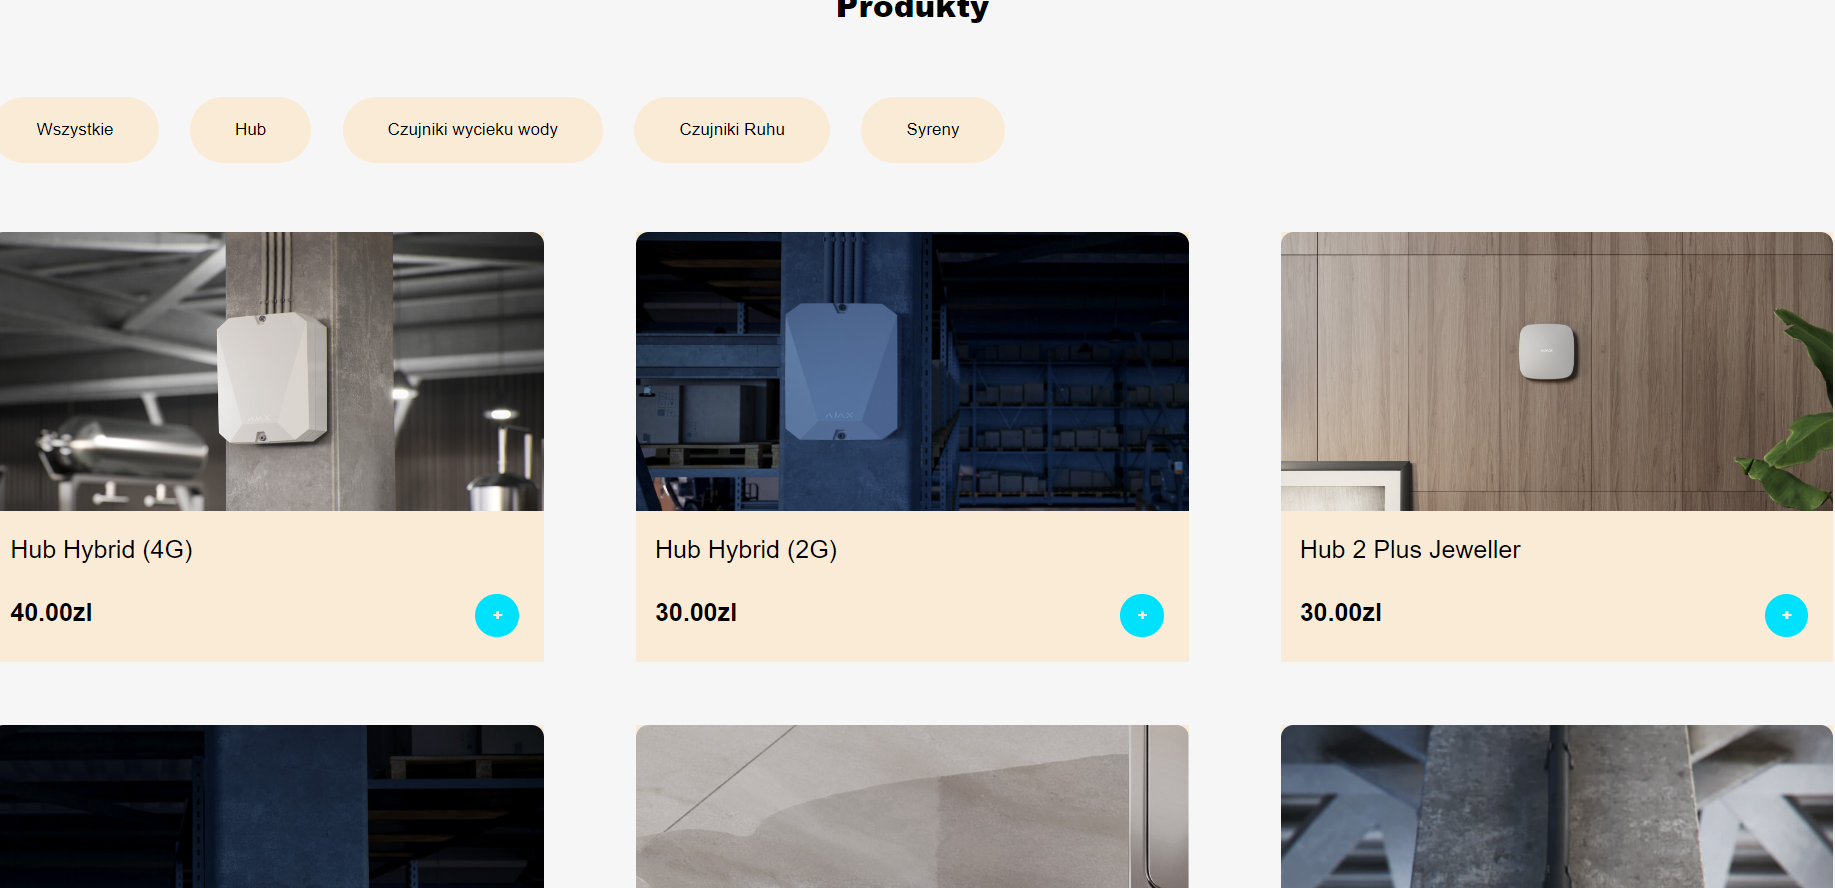 Produkty
Wszystkie
Hub
Czujniki wycieku wody
Czujniki Ruhu
Syreny
AJAX
Hub Hybrid (4G)
40.00zl
+
Hub Hybrid (2G)
30.00zl
+
Hub 2 Plus Jeweller
30.00zl
+